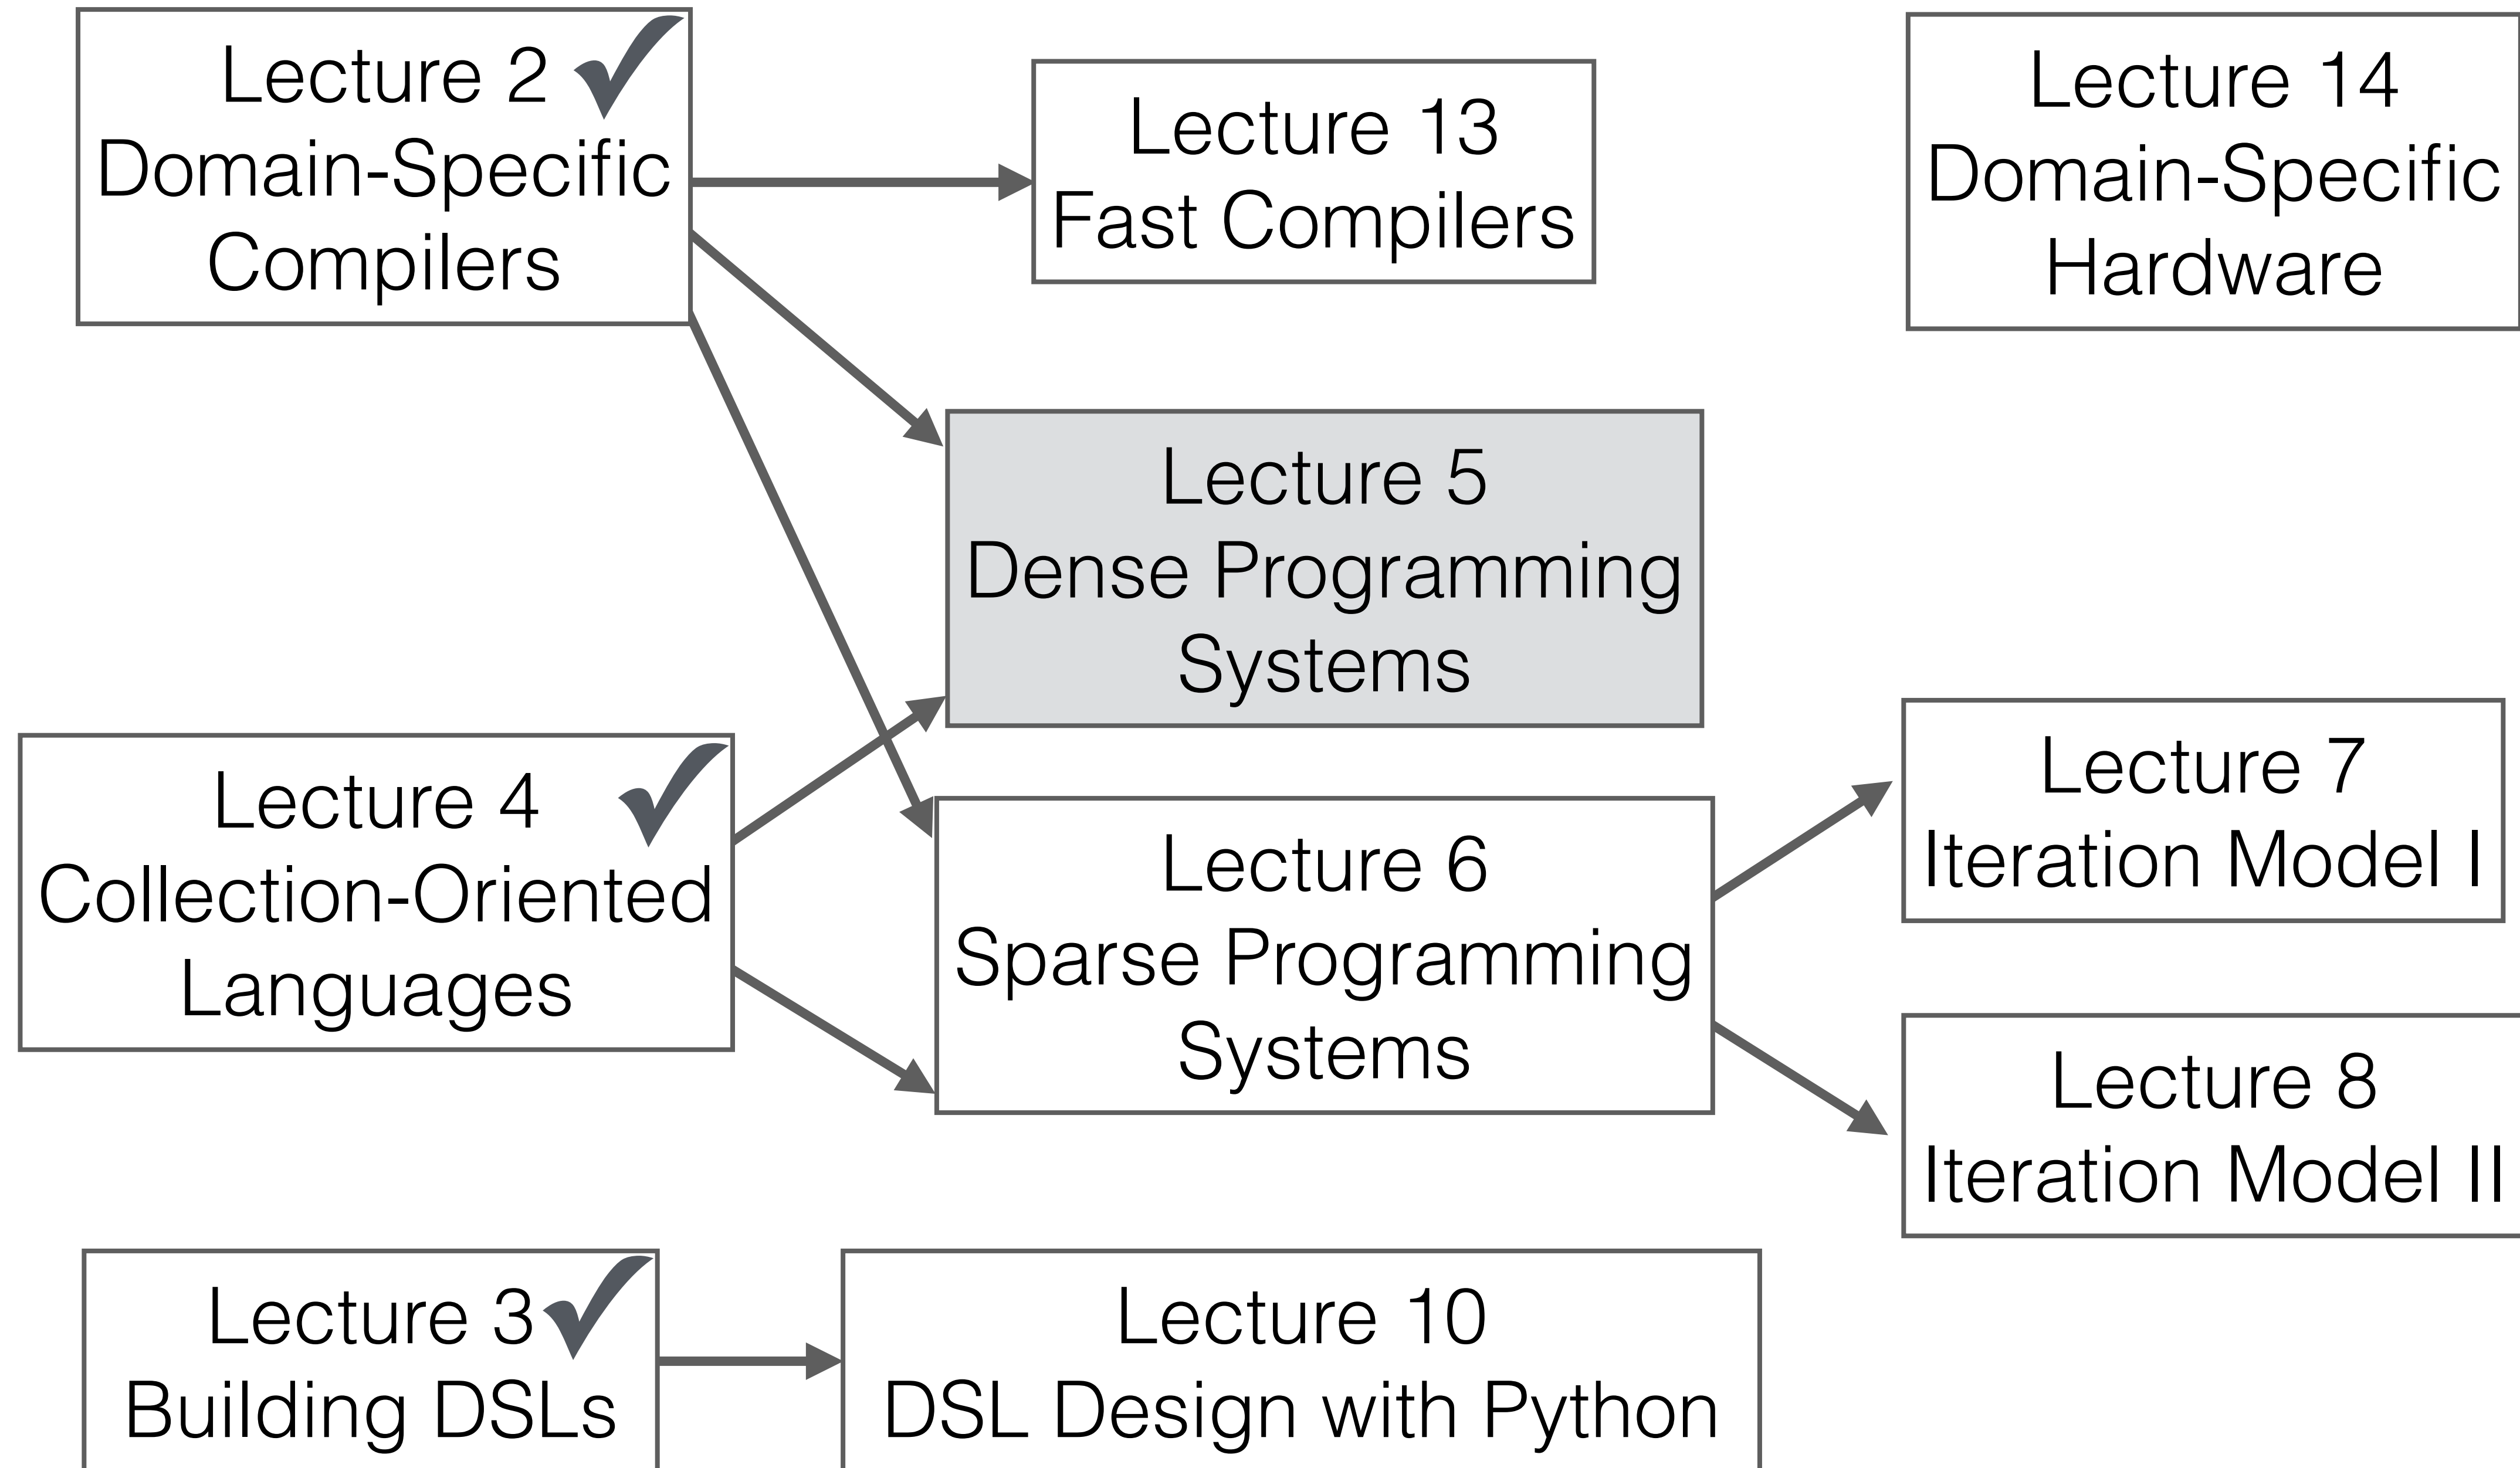 Lecture 2
Domain-Specific
Compilers
Lecture 13
Fast Compilers
Lecture 14
Domain-Specific
Hardware
Lecture 5
Dense Programming
Systems
Lecture 4
Collection-Oriented
Languages
Lecture 6
Sparse Programming
Systems
Lecture 7
Iteration Model I
Lecture 8
Iteration Model II
Lecture 3
Building DSLs
Lecture 10
DSL Design with Python